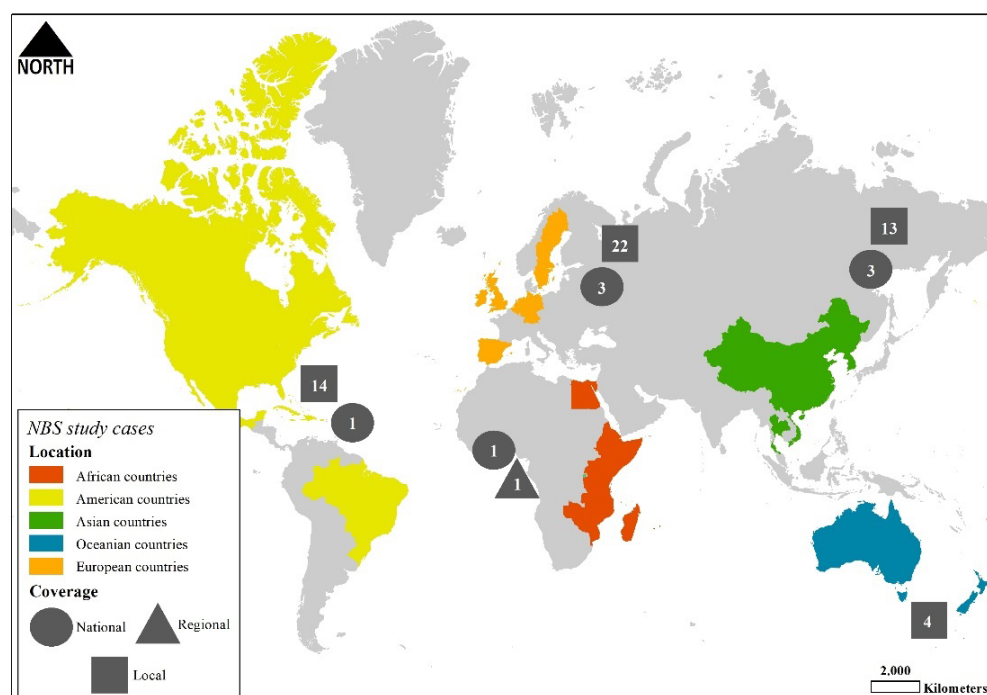 NORTH
22
13
3
3
14
1
1
1
4
NBS study cases
Location
African countries
American countries
Asian countries
Oceanian countries
European countries
Coverage
National
Regional
Local
2,000
Kilometers